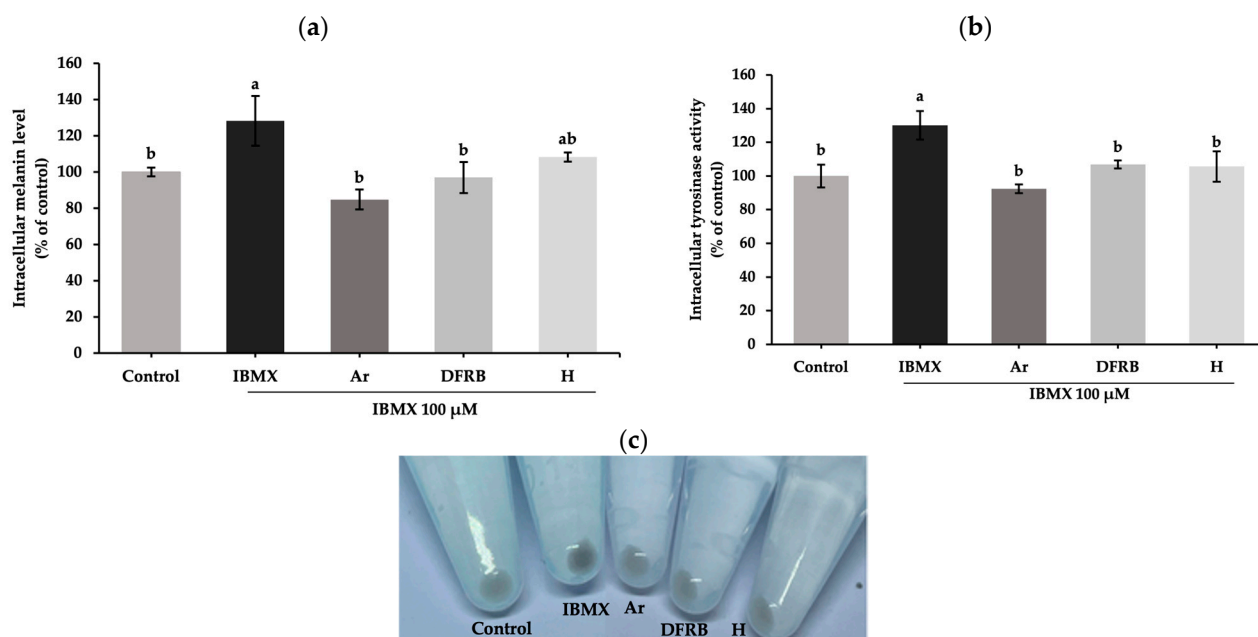 (a)
160
140
120
100
80
60
40
20
0
Intracellular melanin level
(% of control)
b
a
b
b
ab
Control
IBMX
Ar
DFRB
H
IBMX 100 μM
(b)
160
140
120
100
80
60
40
20
0
Intracellular tyrosinase activity
(% of control)
b
a
b
b
b
Control
IBMX
Ar
DFRB
H
IBMX 100 μM
(c)
Control
IBMX
Ar
DFRB
H